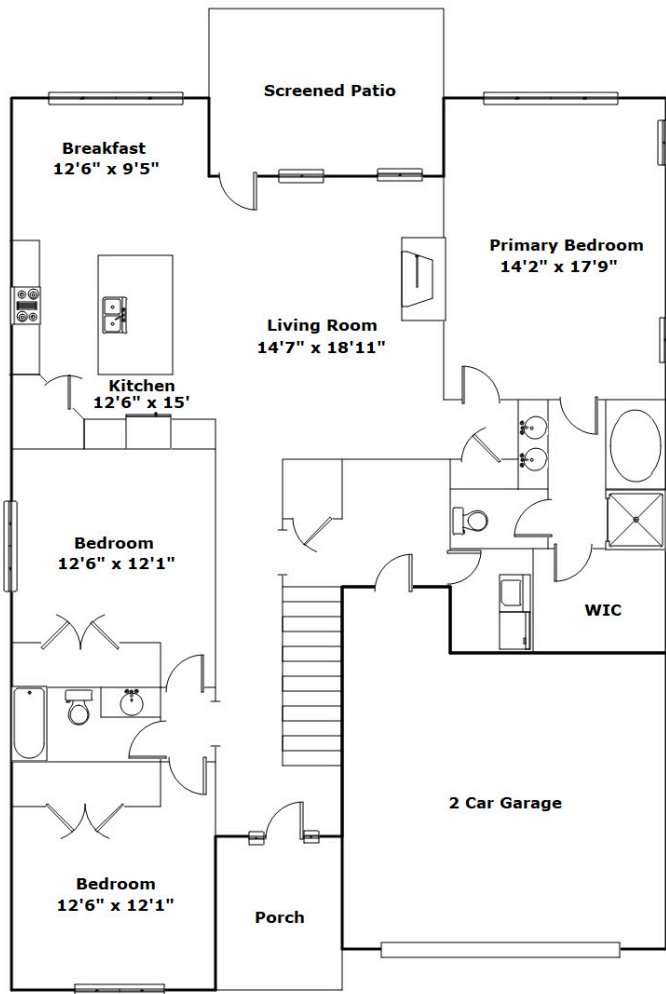 Screened Patio
Breakfast
12'6" x 9'5"
Primary Bedroom
14'2" x 17'9"
Living Room
14'7" x 18'11"
Kitchen
12'6" x 15'
Bedroom
12'6" x 12'1"
WIC
2 Car Garage
Bedroom
12'6" x 12'1"
Porch